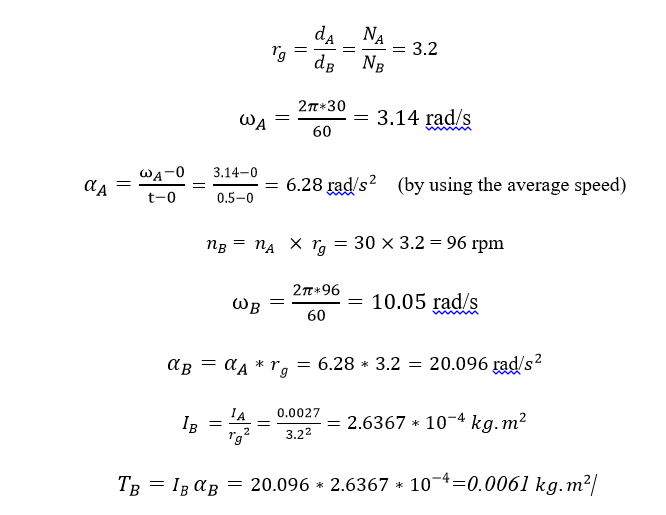 r_g = d_A/d_B = N_A/N_B = 3.2
ω_A = 2π*30/60 = 3.14 rad/s
α_A = ω_A−0/t−0 = 3.14−0/0.5−0 = 6.28 rad/s² (by using the average speed)
n_B = n_A × r_g = 30 × 3.2 = 96 rpm
ω_B = 2π*96/60 = 10.05 rad/s
α_B = α_A * r_g = 6.28 * 3.2 = 20.096 rad/s²
I_B = I_A/r_g² = 0.0027/3.2² = 2.6367 * 10⁻⁴ kg.m²
T_B = I_B α_B = 20.096 * 2.6367 * 10⁻⁴=0.0061 kg.m²/